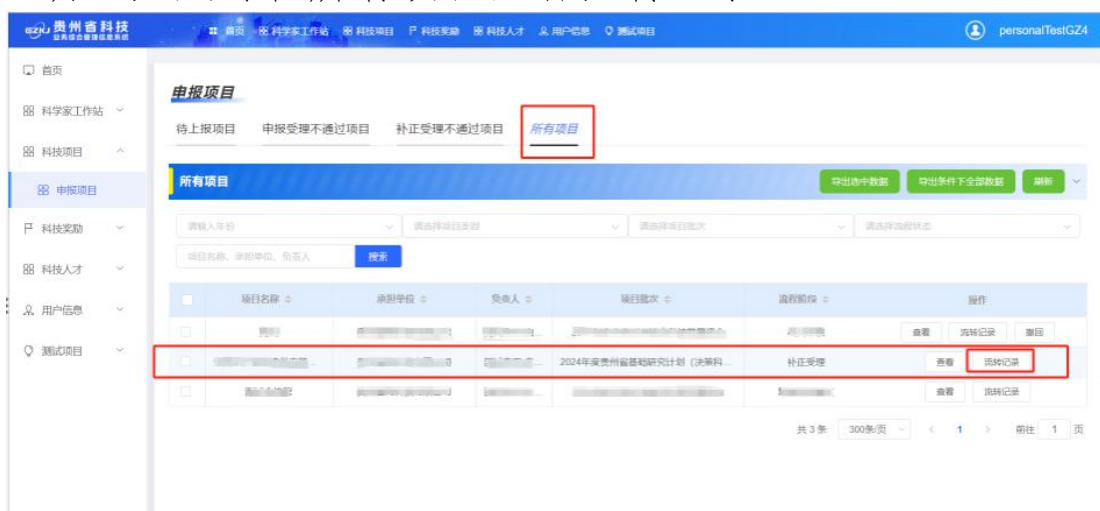 贵州省科技
业务综合管理信息系统
首页 科学家工作站 科技项目 科技奖励 科技人才 用户信息 测试项目
personalTestGZ4
首页
科学家工作站
科技项目
申报项目
科技奖励
科技人才
用户信息
测试项目
申报项目
待上报项目 申报受理不通过项目 补正受理不通过项目 所有项目
所有项目 导出选中数据 导出条件下全部数据 刷新
请输入年份 请选择项目类别 请选择项目批次 请选择流程状态
项目名称、承担单位、负责人 搜索
项目名称 承担单位 负责人 项目批次 流程阶段 操作
查看 流转记录 撤回
2024年度贵州省基础研究计划（决策科... 补正受理 查看 流转记录
查看 流转记录
共 3 条 300条/页 1 前往 1 页